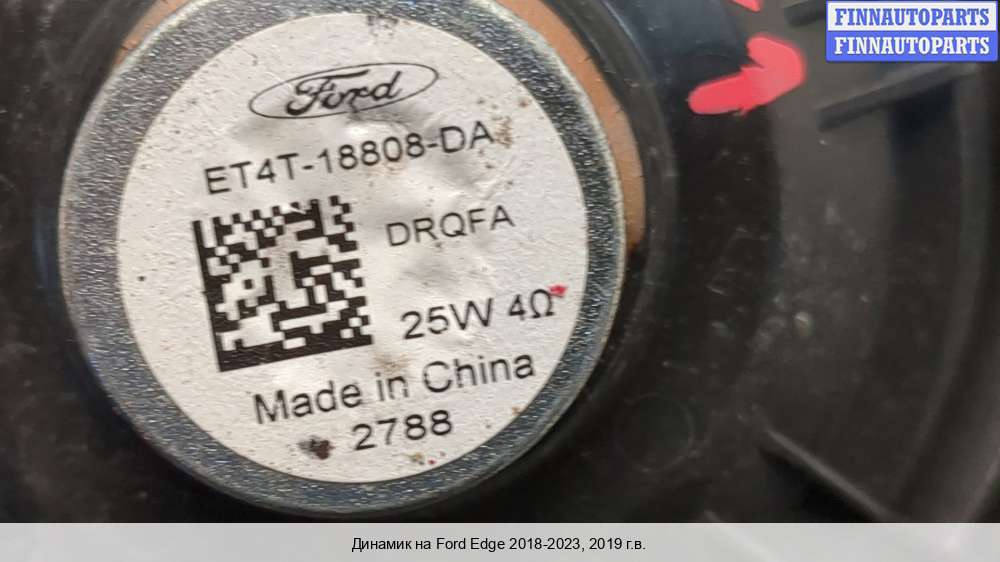 FINNAUTOPARTS
FINNAUTOPARTS
Ford
ET4T-18808-DA
DRQFA
25W 4Ω
Made in China
2788
Динамик на Ford Edge 2018-2023, 2019 г.в.